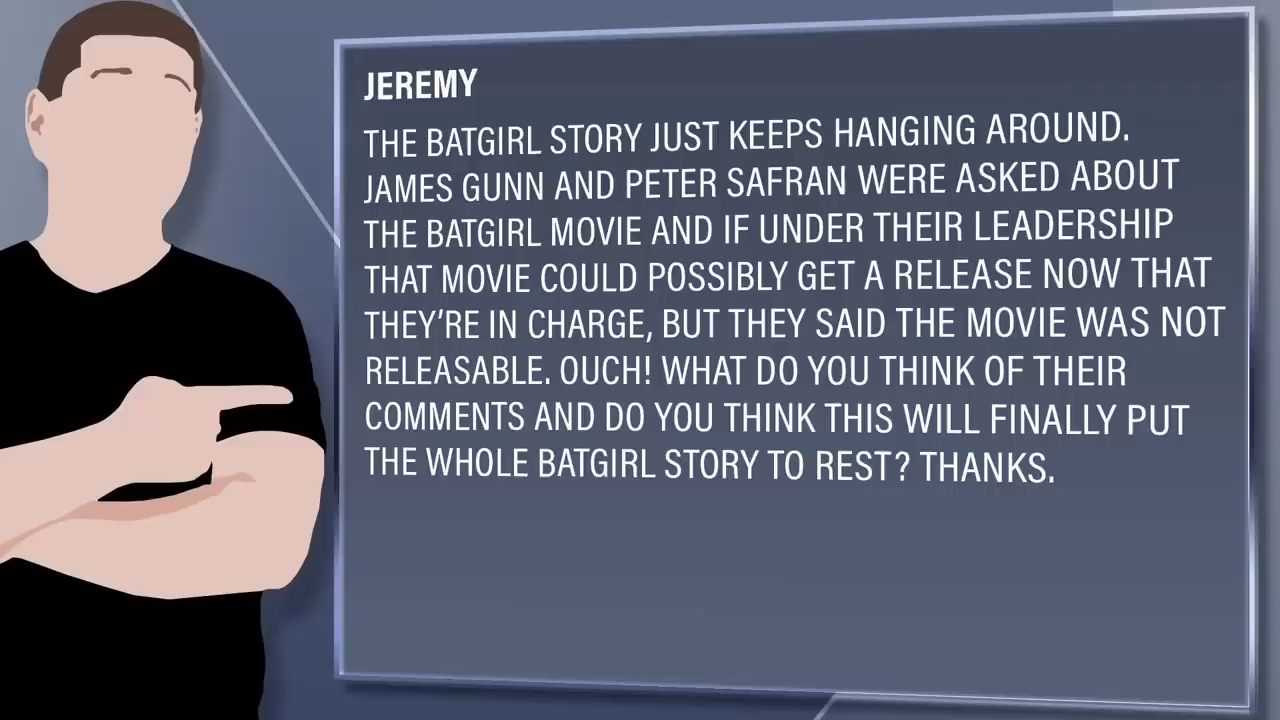 JEREMY
THE BATGIRL STORY JUST KEEPS HANGING AROUND.
JAMES GUNN AND PETER SAFRAN WERE ASKED ABOUT
THE BATGIRL MOVIE AND IF UNDER THEIR LEADERSHIP
THAT MOVIE COULD POSSIBLY GET A RELEASE NOW THAT
THEY'RE IN CHARGE, BUT THEY SAID THE MOVIE WAS NOT
RELEASABLE. OUCH! WHAT DO YOU THINK OF THEIR
COMMENTS AND DO YOU THINK THIS WILL FINALLY PUT
THE WHOLE BATGIRL STORY TO REST? THANKS.